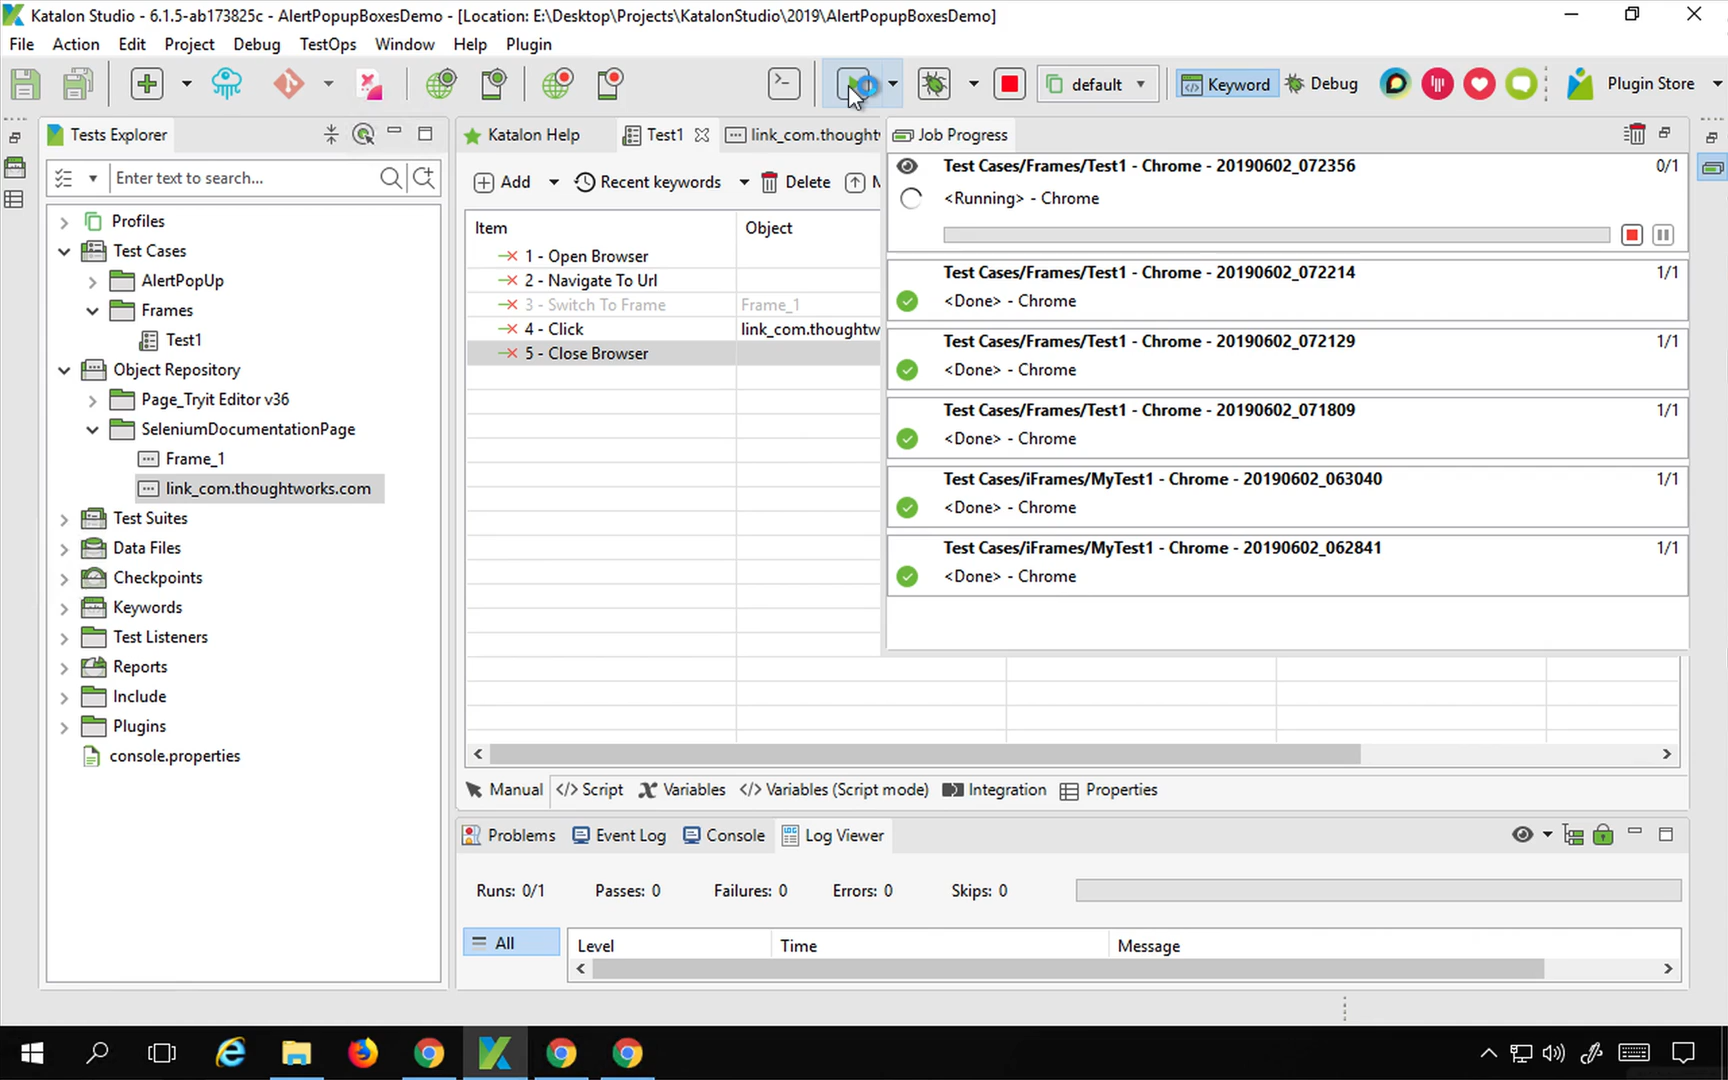 Katalon Studio - 6.1.5-ab173825c - AlertPopupBoxesDemo - [Location: E:\Desktop\Projects\KatalonStudio\2019\AlertPopupBoxesDemo]
File Action Edit Project Debug TestOps Window Help Plugin
default Keyword Debug Plugin Store
Tests Explorer
Enter text to search...
Profiles
Test Cases
AlertPopUp
Frames
Test1
Object Repository
Page_Tryit Editor v36
SeleniumDocumentationPage
Frame_1
link_com.thoughtworks.com
Test Suites
Data Files
Checkpoints
Keywords
Test Listeners
Reports
Include
Plugins
console.properties
Katalon Help Test1 link_com.thoughtv
Add Recent keywords Delete M
Item Object
1 - Open Browser
2 - Navigate To Url
3 - Switch To Frame Frame_1
4 - Click link_com.thoughtw
5 - Close Browser
Job Progress
Test Cases/Frames/Test1 - Chrome - 20190602_072356 0/1
<Running> - Chrome
Test Cases/Frames/Test1 - Chrome - 20190602_072214 1/1
<Done> - Chrome
Test Cases/Frames/Test1 - Chrome - 20190602_072129 1/1
<Done> - Chrome
Test Cases/Frames/Test1 - Chrome - 20190602_071809 1/1
<Done> - Chrome
Test Cases/iFrames/MyTest1 - Chrome - 20190602_063040 1/1
<Done> - Chrome
Test Cases/iFrames/MyTest1 - Chrome - 20190602_062841 1/1
<Done> - Chrome
Manual </> Script Variables </> Variables (Script mode) Integration Properties
Problems Event Log Console Log Viewer
Runs: 0/1 Passes: 0 Failures: 0 Errors: 0 Skips: 0
All Level Time Message